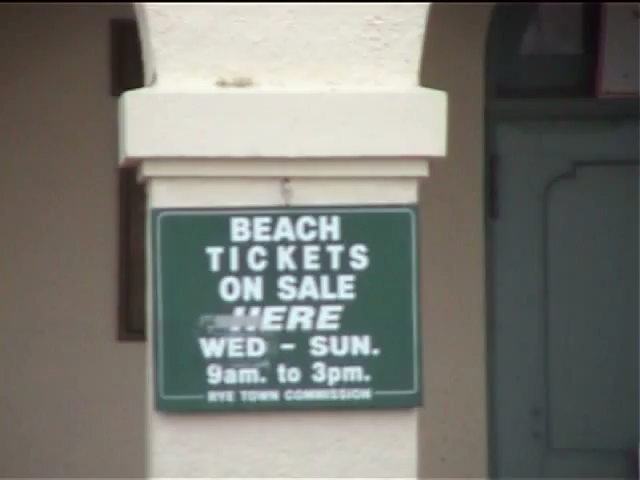 BEACH
TICKETS
ON SALE
HERE
WED - SUN.
9am. to 3pm.
RYE TOWN COMMISSION